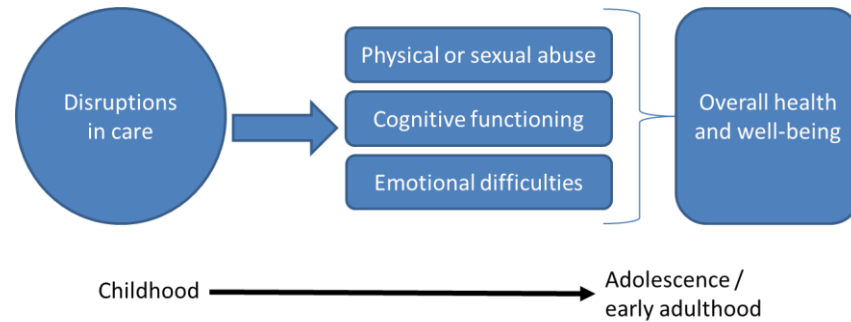 Disruptions
in care
Physical or sexual abuse
Cognitive functioning
Emotional difficulties
Overall health
and well-being
Childhood
Adolescence /
early adulthood